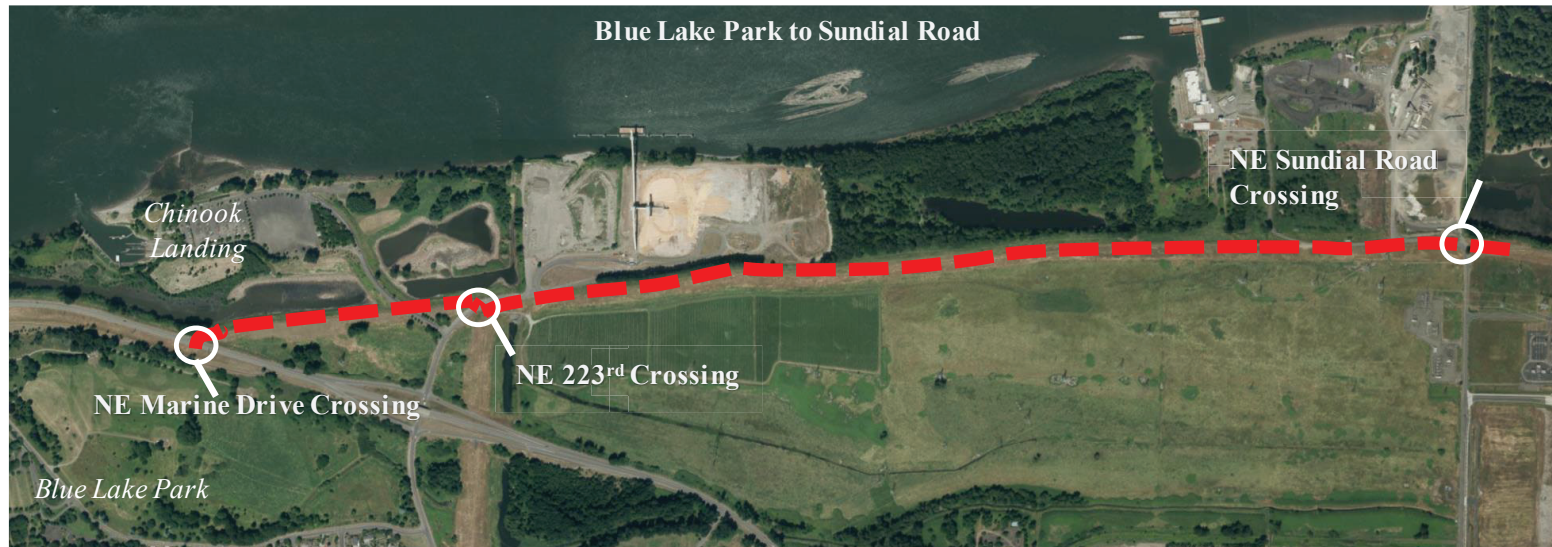 Blue Lake Park to Sundial Road
NE Sundial Road
Crossing
Chinook
Landing
NE 223rd Crossing
NE Marine Drive Crossing
Blue Lake Park